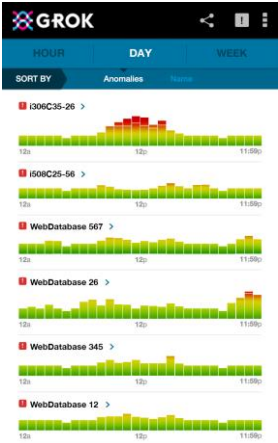 GROK
HOUR DAY WEEK
SORT BY Anomalies Name
i306C35-26 >
12a 12p 11:59p
i508C25-56 >
12a 12p 11:59p
WebDatabase 567 >
12a 12p 11:59p
WebDatabase 26 >
12a 12p 11:59p
WebDatabase 345 >
12a 12p 11:59p
WebDatabase 12 >
12a 12p 11:59p